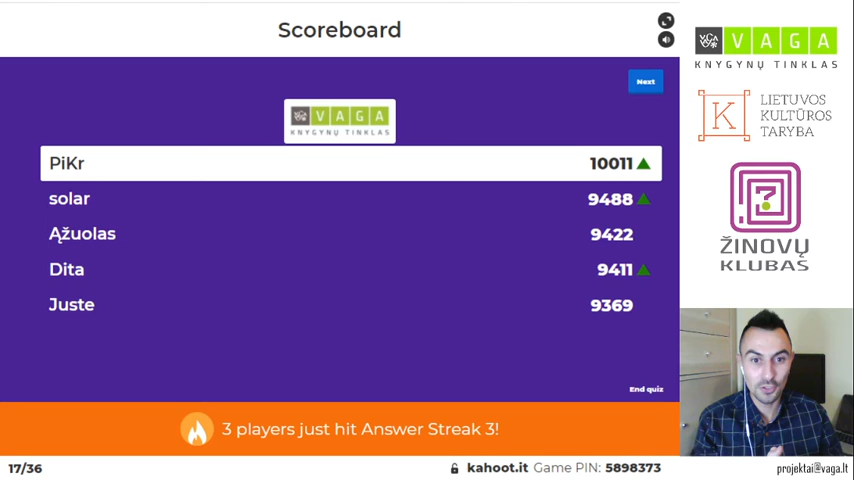 Scoreboard
Next
VAGA
KNYGYNŲ TINKLAS
PiKr 10011
solar 9488
Ąžuolas 9422
Dita 9411
Juste 9369
End quiz
3 players just hit Answer Streak 3!
17/36
kahoot.it Game PIN: 5898373
VAGA
KNYGYNŲ TINKLAS
K
LIETUVOS
KULTŪROS
TARYBA
?
ŽINOVŲ
KLUBAS
projektai@vaga.lt